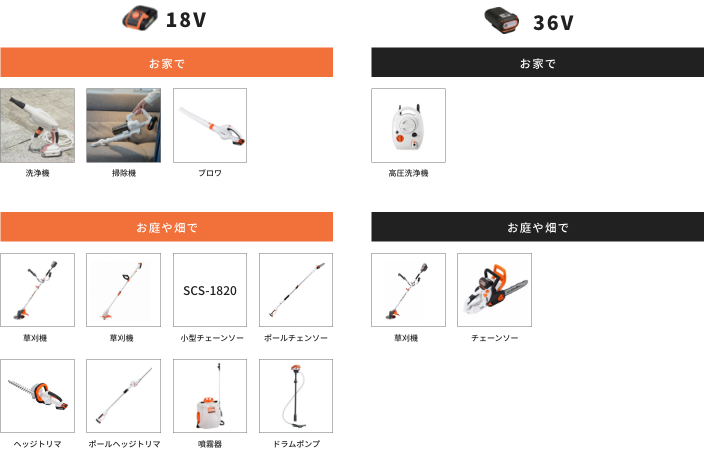 18V
36V
お家で
お家で
洗浄機
掃除機
ブロワ
高圧洗浄機
お庭や畑で
お庭や畑で
SCS-1820
草刈機
草刈機
小型チェーンソー
ポールチェンソー
草刈機
チェーンソー
ヘッジトリマ
ポールヘッジトリマ
噴霧器
ドラムポンプ